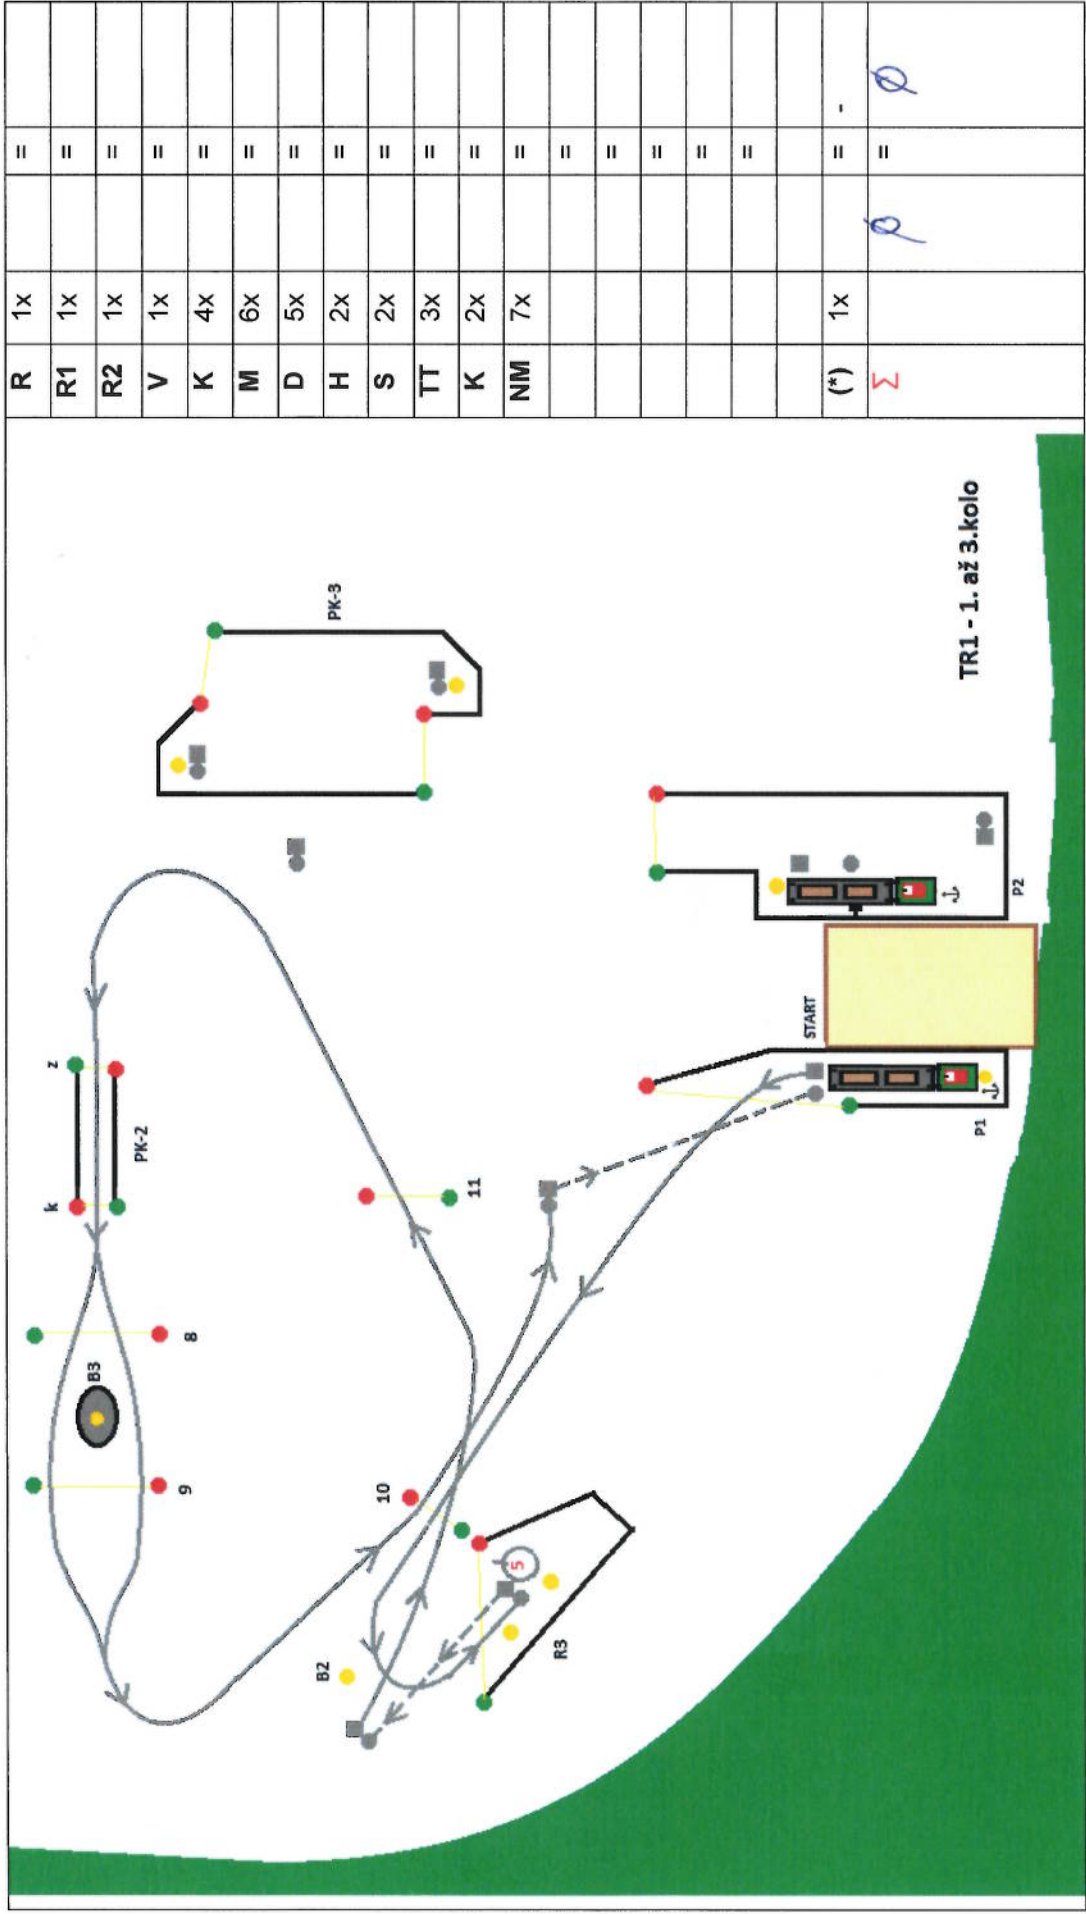 R 1x =
R1 1x =
R2 1x =
V 1x =
K 4x =
M 6x =
D 5x =
H 2x =
S 2x =
TT 3x =
K 2x =
NM 7x =
=
=
=
=
=
=
(*) 1x = -
Σ Ø = Ø
PK-3
z
k
PK-2
8
B3
9
11
10
B2
5
R3
START
P1
P2
TR1 - 1. až 3.kolo